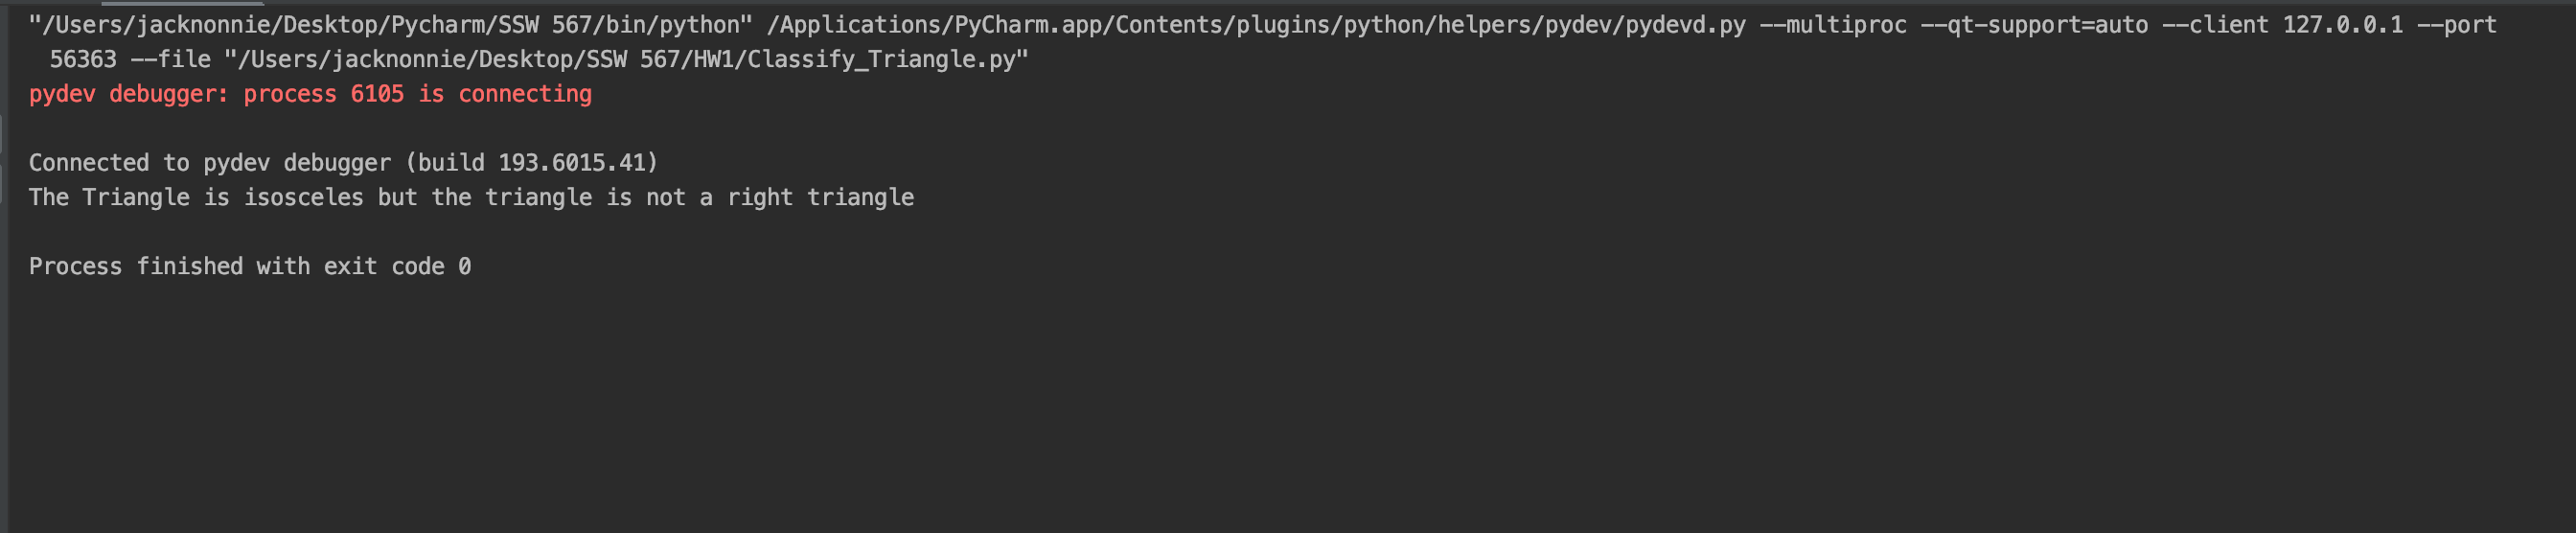 "/Users/jacknonnie/Desktop/Pycharm/SSW 567/bin/python" /Applications/PyCharm.app/Contents/plugins/python/helpers/pydev/pydevd.py --multiproc --qt-support=auto --client 127.0.0.1 --port
56363 --file "/Users/jacknonnie/Desktop/SSW 567/HW1/Classify_Triangle.py"
pydev debugger: process 6105 is connecting
Connected to pydev debugger (build 193.6015.41)
The Triangle is isosceles but the triangle is not a right triangle
Process finished with exit code 0